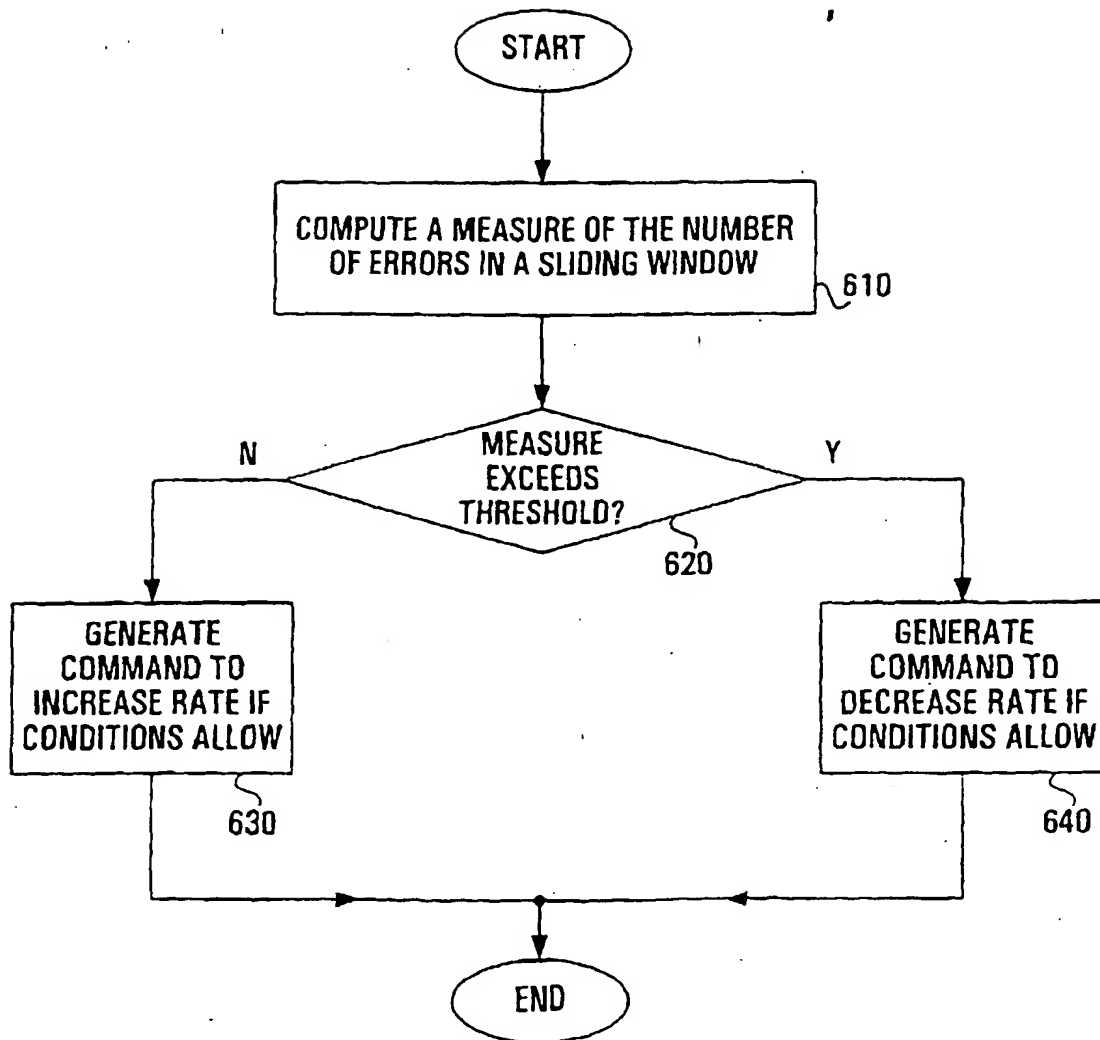 START
COMPUTE A MEASURE OF THE NUMBER
OF ERRORS IN A SLIDING WINDOW
610
N
MEASURE
EXCEEDS
THRESHOLD?
Y
620
GENERATE
COMMAND TO
INCREASE RATE IF
CONDITIONS ALLOW
630
GENERATE
COMMAND TO
DECREASE RATE IF
CONDITIONS ALLOW
640
END